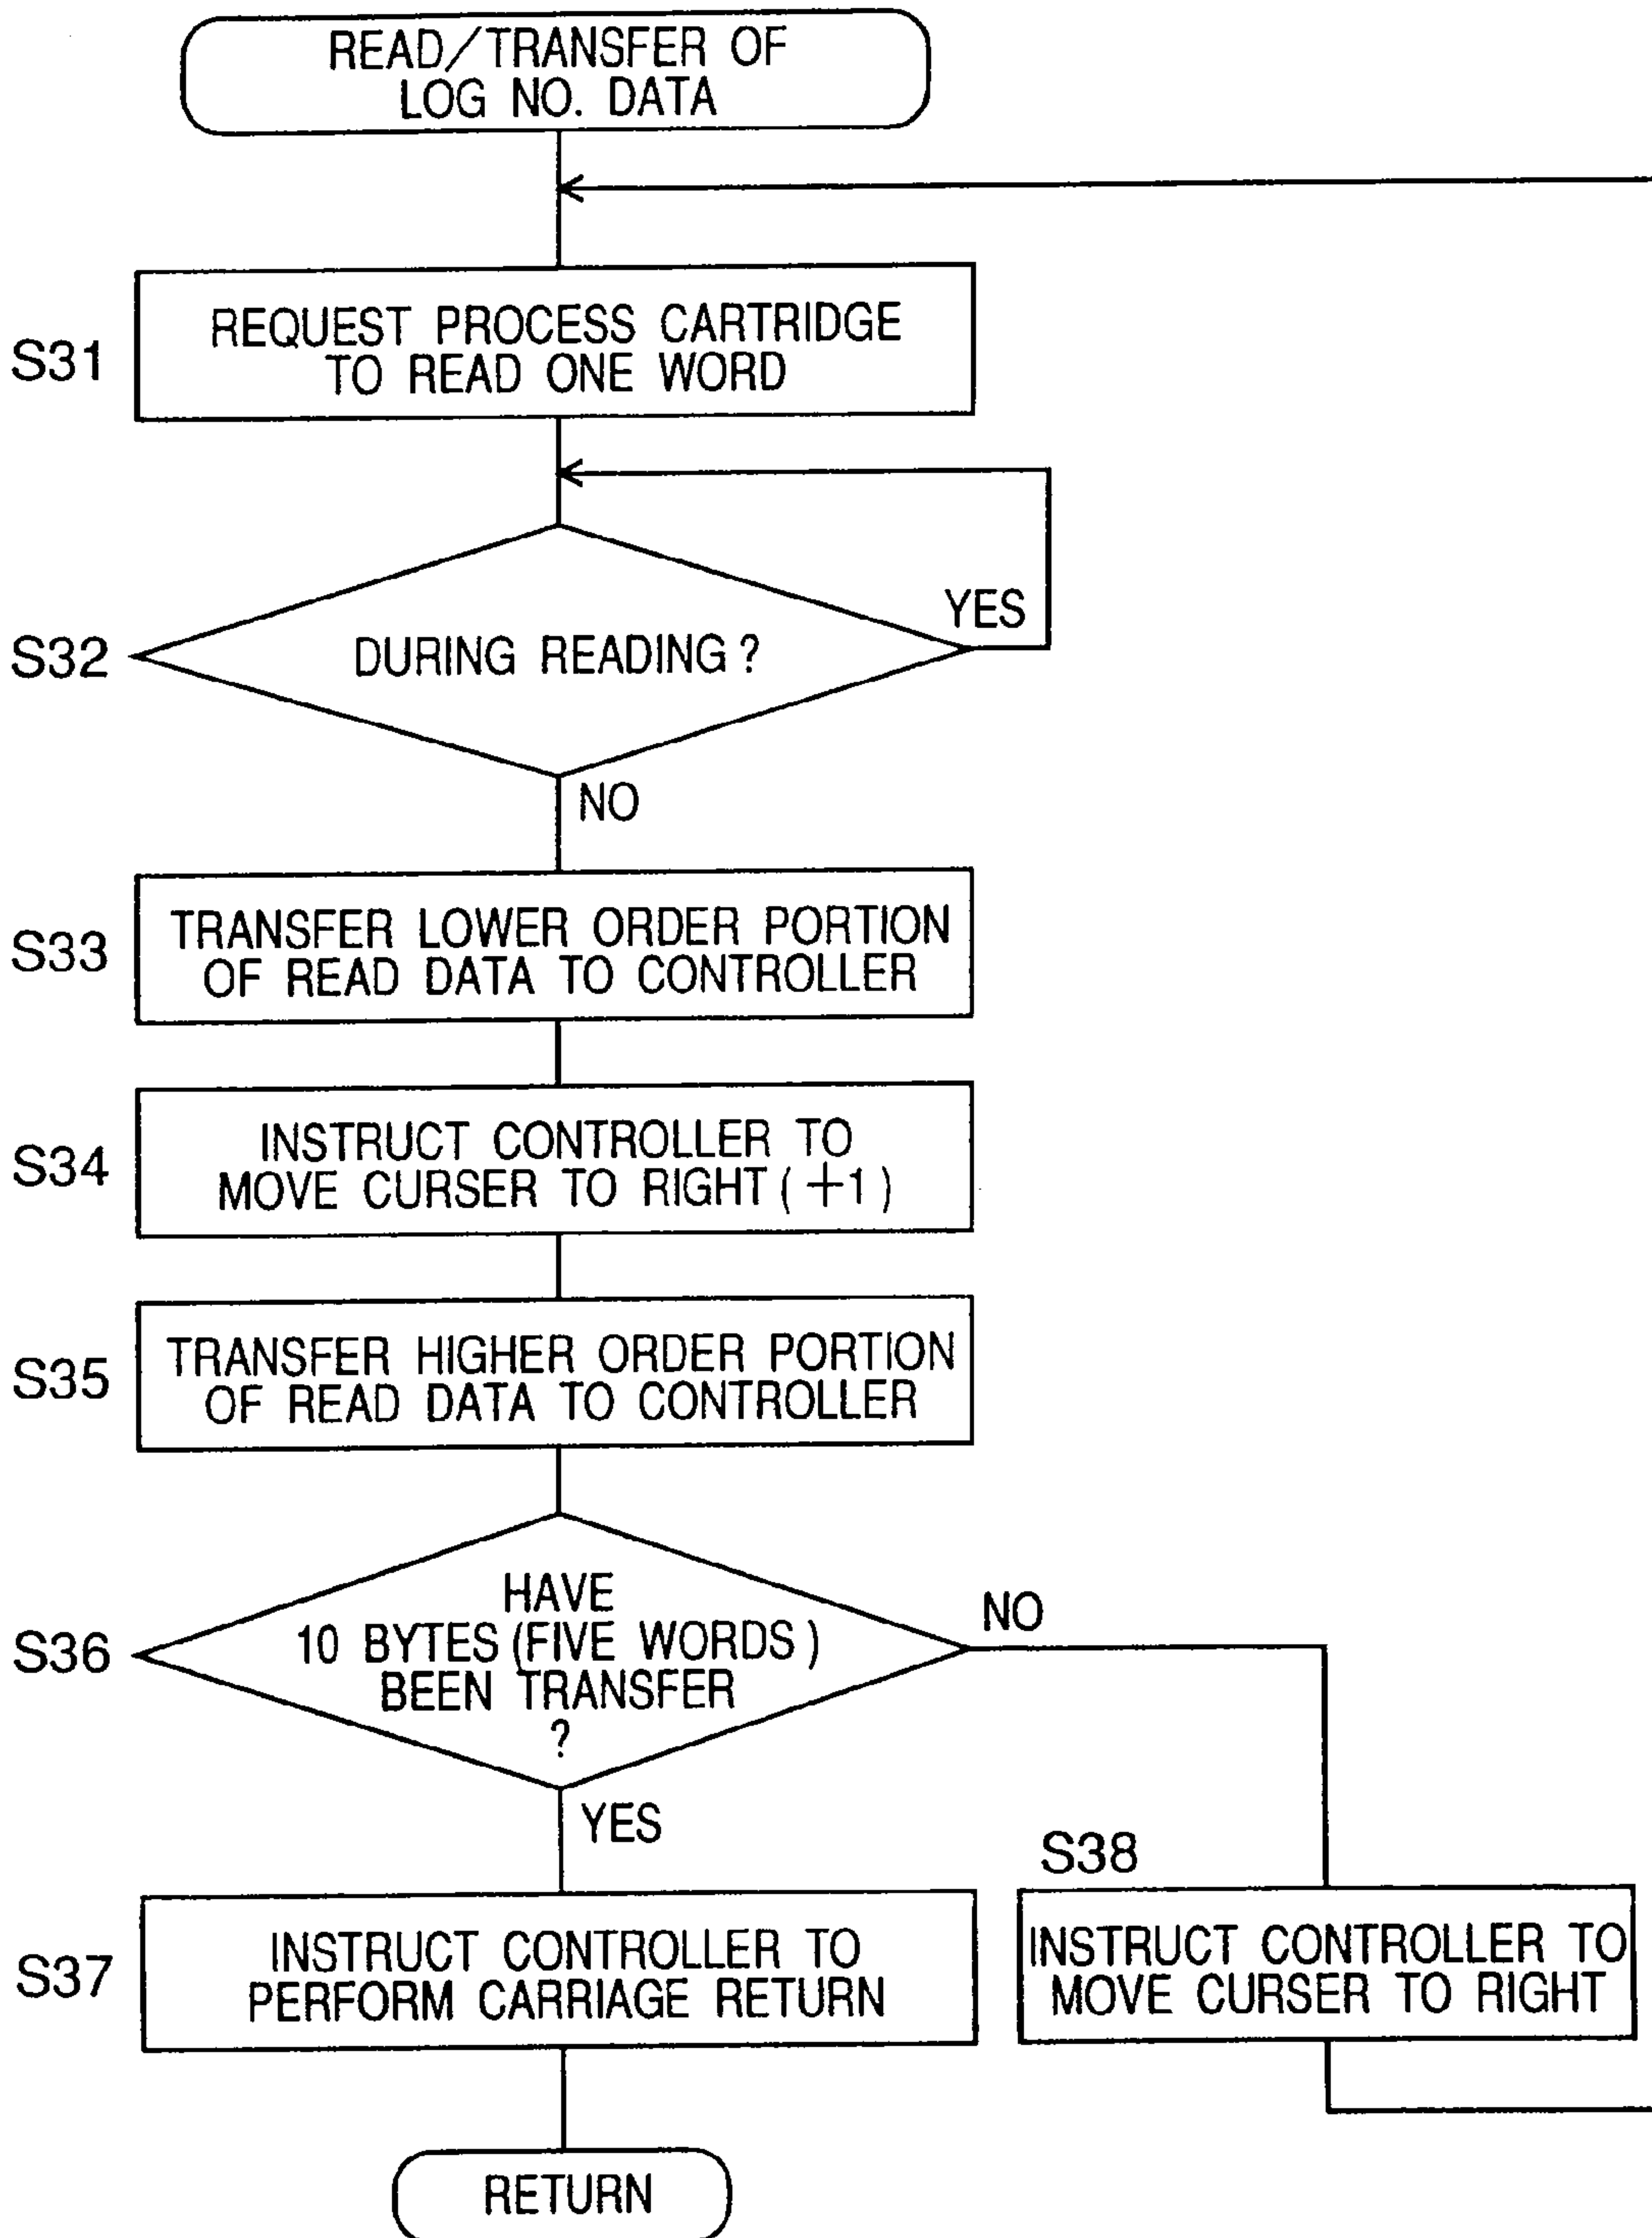 READ/TRANSFER OF
LOG NO. DATA
S31
REQUEST PROCESS CARTRIDGE
TO READ ONE WORD
S32
DURING READING ?
YES
NO
S33
TRANSFER LOWER ORDER PORTION
OF READ DATA TO CONTROLLER
S34
INSTRUCT CONTROLLER TO
MOVE CURSER TO RIGHT ( +1 )
S35
TRANSFER HIGHER ORDER PORTION
OF READ DATA TO CONTROLLER
S36
HAVE
10 BYTES (FIVE WORDS )
BEEN TRANSFER
?
NO
YES
S37
INSTRUCT CONTROLLER TO
PERFORM CARRIAGE RETURN
S38
INSTRUCT CONTROLLER TO
MOVE CURSER TO RIGHT
RETURN